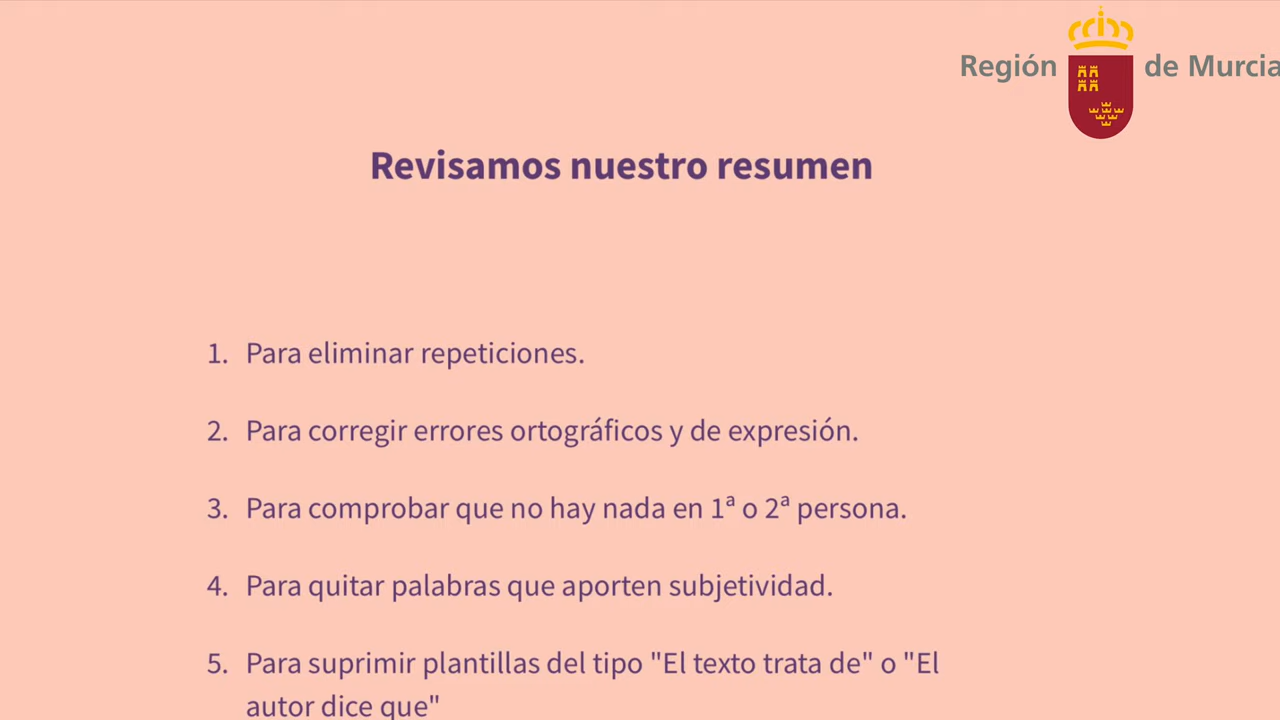 Región de Murcia
Revisamos nuestro resumen
1. Para eliminar repeticiones.
2. Para corregir errores ortográficos y de expresión.
3. Para comprobar que no hay nada en 1ª o 2ª persona.
4. Para quitar palabras que aporten subjetividad.
5. Para suprimir plantillas del tipo "El texto trata de" o "El
autor dice que"